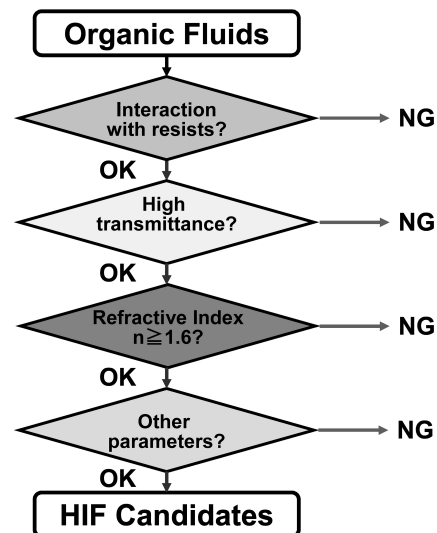 Organic Fluids
Interaction
with resists?
NG
OK
High
transmittance?
NG
OK
Refractive Index
n≧1.6?
NG
OK
Other
parameters?
NG
OK
HIF Candidates